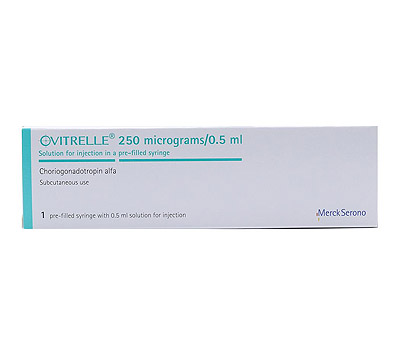 OVITRELLE® 250 micrograms/0.5 ml
Solution for injection in a pre-filled syringe
Choriogonadotropin alfa
Subcutaneous use
1 pre-filled syringe with 0.5 ml solution for injection
MerckSerono